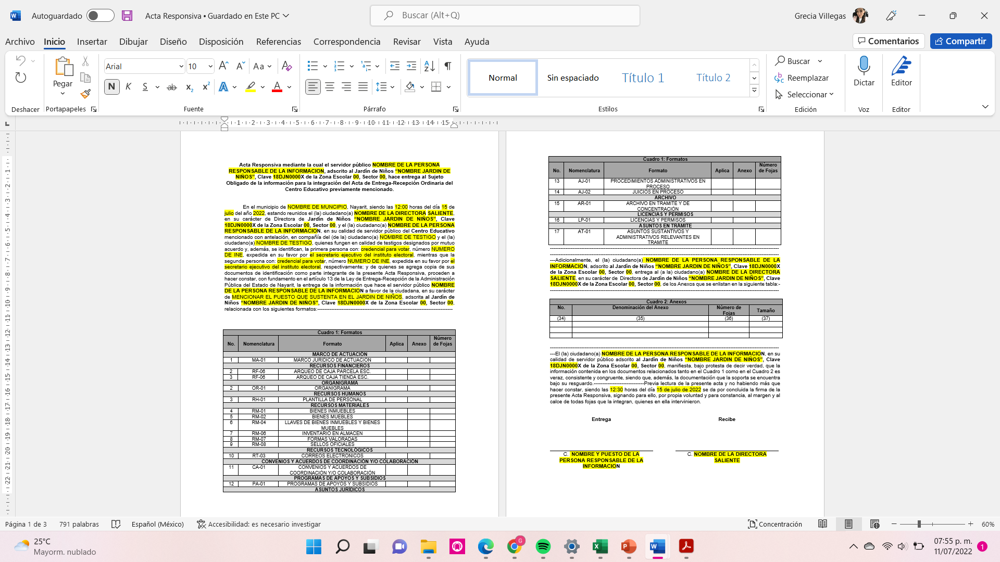 Autoguardado
Acta Responsiva • Guardado en Este PC
Buscar (Alt+Q)
Grecia Villegas
Archivo Inicio Insertar Dibujar Diseño Disposición Referencias Correspondencia Revisar Vista Ayuda
Comentarios Compartir
Pegar
Arial 10
Normal Sin espaciado Título 1 Título 2
Buscar
Reemplazar
Seleccionar
Dictar
Editor
Deshacer Portapapeles Fuente Párrafo Estilos Edición Voz Editor
1 2 3 4 5 6 7 8 9 10 11 12 13 14 15
Acta Responsiva mediante la cual el servidor público NOMBRE DE LA PERSONA
RESPONSABLE DE LA INFORMACION, adscrito al Jardín de Niños “NOMBRE JARDIN DE
NIÑOS”, Clave 18DJN0000X de la Zona Escolar 00, Sector 00, hace entrega al Sujeto
Obligado de la información para la integración del Acta de Entrega-Recepción Ordinaria del
Centro Educativo previamente mencionado.
En el municipio de NOMBRE DE MUNCIPIO, Nayarit, siendo las 12:00 horas del día 15 de
julio del año 2022, estando reunidos el (la) ciudadano(a) NOMBRE DE LA DIRECTORA SALIENTE,
en su carácter de Directora de Jardín de Niños “NOMBRE JARDIN DE NIÑOS”, Clave
18DJN0000X de la Zona Escolar 00, Sector 00, y el (la) ciudadano(a) NOMBRE DE LA PERSONA
RESPONSABLE DE LA INFORMACION, en su calidad de servidor público del Centro Educativo
mencionado con antelación, en compañía del (de la) ciudadano(a) NOMBRE DE TESTIGO y el (la)
ciudadano(a) NOMBRE DE TESTIGO, quienes fungen en calidad de testigos designados por mutuo
acuerdo y, además, se identifican, la primera persona con: credencial para votar, número NUMERO
DE INE, expedida en su favor por el secretario ejecutivo del instituto electoral, mientras que la
segunda persona con: credencial para votar, número NUMERO DE INE, expedida en su favor por el
secretario ejecutivo del instituto electoral, respectivamente; y de quienes se agrega copia de sus
documentos de identificación como parte integrante de la presente Acta Responsiva, proceden a
hacer constar, con fundamento en el artículo 13 de la Ley de Entrega-Recepción de la Administración
Pública del Estado de Nayarit, la entrega de la información que hace el servidor público NOMBRE
DE LA PERSONA RESPONSABLE DE LA INFORMACION a favor de la ciudadana, en su carácter
de MENCIONAR EL PUESTO QUE SUSTENTA EN EL JARDIN DE NIÑOS, adscrita al Jardín de
Niños “NOMBRE JARDIN DE NIÑOS”, Clave 18DJN0000X de la Zona Escolar 00, Sector 00,
relacionada con los siguientes formatos:------------------------------
Cuadro 1: Formatos
No. Nomenclatura Formato Aplica Anexo Número de Fojas
MARCO DE ACTUACIÓN
1 MA-01 MARCO JURIDICO DE ACTUACION
RECURSOS FINANCIEROS
2 RF-06 ARQUEO DE CAJA PARCELA ESC.
3 RF-06 ARQUEO DE CAJA TIENDA ESC.
ORGANIGRAMA
2 OR-01 ORGANIGRAMA
RECURSOS HUMANOS
3 RH-01 PLANTILLA DE PERSONAL
RECURSOS MATERIALES
4 RM-01 BIENES INMUEBLES
5 RM-02 BIENES MUEBLES
6 RM-04 LLAVES DE BIENES INMUEBLES Y BIENES
MUEBLES
7 RM-06 INVENTARIO EN ALMACEN
8 RM-07 FORMAS VALORADAS
9 RM-08 SELLOS OFICIALES
RECURSOS TECNOLÓGICOS
10 RT-03 CORREOS ELECTRONICOS
CONVENIOS Y ACUERDOS DE COORDINACIÓN Y/O COLABORACIÓN
11 CA-01 CONVENIOS Y ACUERDOS DE
COORDINACIÓN Y/O COLABORACIÓN
PROGRAMAS DE APOYOS Y SUBSIDIOS
12 PA-01 PROGRAMAS DE APOYOS Y SUBSIDIOS
ASUNTOS JURÍDICOS
Cuadro 1: Formatos
No. Nomenclatura Formato Aplica Anexo Número de Fojas
13 AJ-01 PROCEDIMIENTOS ADMINISTRATIVOS EN
PROCESO
14 AJ-02 JUICIOS EN PROCESO
ARCHIVO
15 AR-01 ARCHIVO EN TRAMITE Y DE
CONCENTRACIÓN
LICENCIAS Y PERMISOS
16 LP-01 LICENCIAS Y PERMISOS
ASUNTOS EN TRÁMITE
17 AT-01 ASUNTOS SUSTANTIVOS Y
ADMINISTRATIVOS RELEVANTES EN
TRAMITE
---Adicionalmente, el (la) ciudadano(a) NOMBRE DE LA PERSONA RESPONSABLE DE LA
INFORMACION, adscrito al Jardín de Niños “NOMBRE JARDIN DE NIÑOS”, Clave 18DJN0000X
de la Zona Escolar 00, Sector 00, entrega al (a la) ciudadano(a) NOMBRE DE LA DIRECTORA
SALIENTE, en su carácter de Directora de Jardín de Niños “NOMBRE JARDIN DE NIÑOS”, Clave
18DJN0000X de la Zona Escolar 00, Sector 00, de los Anexos que se enlistan en la siguiente tabla:-
Cuadro 2: Anexos
No. Denominación del Anexo Número de Fojas Tamaño
(34) (35) (36) (37)
---El (la) ciudadano(a) NOMBRE DE LA PERSONA RESPONSABLE DE LA INFORMACION, en su
calidad de servidor público adscrito al Jardín de Niños “NOMBRE JARDIN DE NIÑOS”, Clave
18DJN0000X de la Zona Escolar 00, Sector 00, manifiesta, bajo protesta de decir verdad, que la
información contenida en los documentos relacionados tanto en el Cuadro 1 como en el Cuadro 2 es
veraz, consistente y congruente, siendo que, además, la documentación que la soporta se encuentra
bajo su resguardo.------------------------------Previa lectura de la presente acta y no habiendo más que
hacer constar, siendo las 12:30 horas del día 15 de julio de 2022 se da por concluida la firma de la
presente Acta Responsiva, signando para ello, por propia voluntad y para constancia, al margen y al
calce de todas fojas que la integran, quienes en ella intervinieron.
Entrega Recibe
C. NOMBRE Y PUESTO DE LA
PERSONA RESPONSABLE DE LA
INFORMACION
C. NOMBRE DE LA DIRECTORA
SALIENTE
Página 1 de 3 791 palabras Español (México) Accesibilidad: es necesario investigar Concentración 60%
25°C
Mayorm. nublado
07:55 p. m.
11/07/2022
1